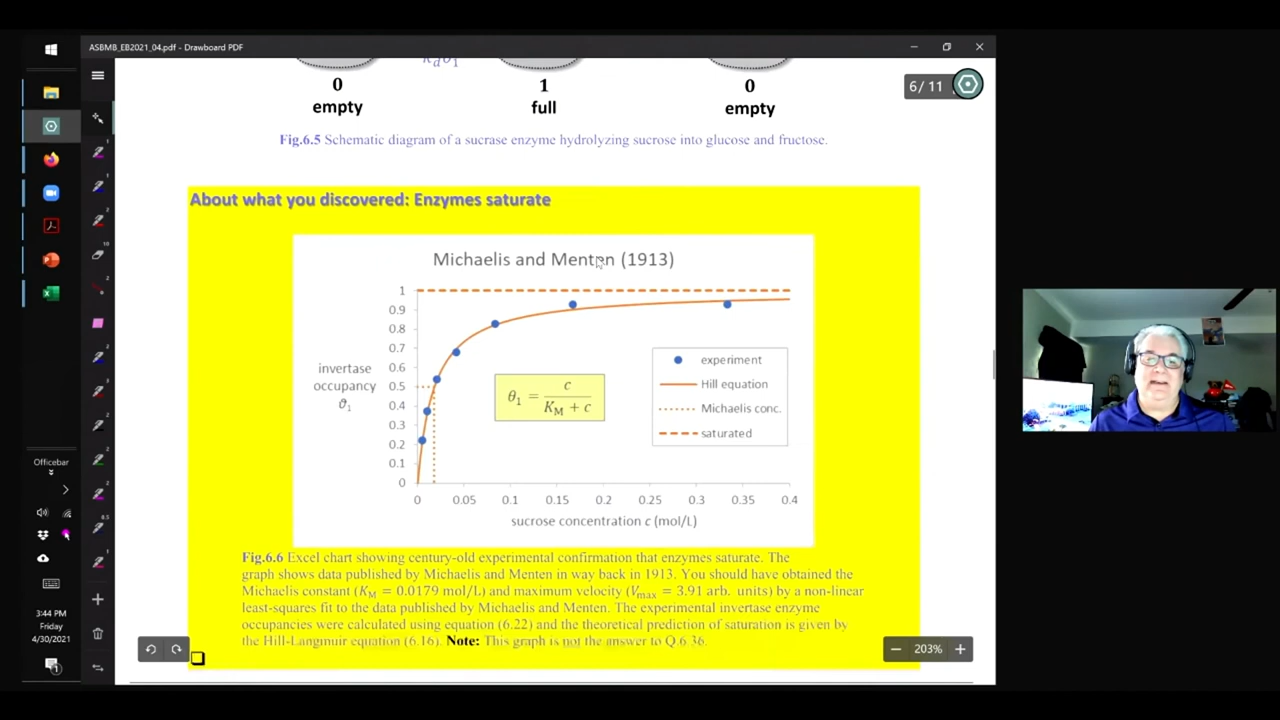 ASBMB_EB2021_04.pdf - Drawboard PDF
6 / 11
0
1
0
empty
full
empty
Fig.6.5 Schematic diagram of a sucrase enzyme hydrolyzing sucrose into glucose and fructose.
About what you discovered: Enzymes saturate
Michaelis and Menten (1913)
1
0.9
0.8
0.7
0.6
0.5
0.4
0.3
0.2
0.1
0
invertase
occupancy
θ₁
θ₁ = c / (K_M + c)
experiment
Hill equation
Michaelis conc.
saturated
0 0.05 0.1 0.15 0.2 0.25 0.3 0.35 0.4
sucrose concentration c (mol/L)
Fig.6.6 Excel chart showing century-old experimental confirmation that enzymes saturate. The
graph shows data published by Michaelis and Menten in way back in 1913. You should have obtained the
Michaelis constant (K_M = 0.0179 mol/L) and maximum velocity (V_max = 3.91 arb. units) by a non-linear
least-squares fit to the data published by Michaelis and Menten. The experimental invertase enzyme
occupancies were calculated using equation (6.22) and the theoretical prediction of saturation is given by
the Hill-Langmuir equation (6.16). Note: This graph is not the answer to Q.6.36.
203%
Officebar
3:44 PM
Friday
4/30/2021